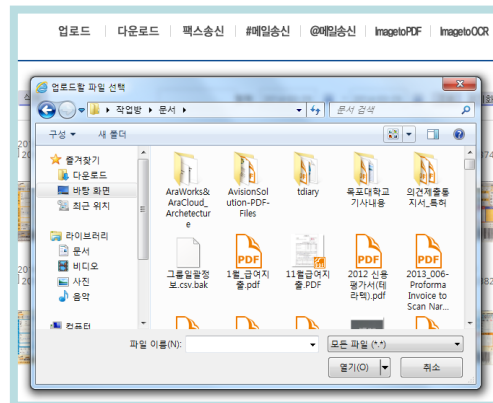 업로드 다운로드 팩스송신 #메일송신 @메일송신 ImagetoPDF ImagetoOCR
업로드할 파일 선택
작업방 ▸ 문서 ▸
문서 검색
구성 새 폴더
즐겨찾기
다운로드
바탕 화면
최근 위치
라이브러리
문서
비디오
사진
음악
컴퓨터
AraWorks&
AraCloud_
Archetectur
e
AvisionSol
ution-PDF-
Files
tdiary
목포대학교
기사내용
의견제출통
지서_특허
그룹일괄정
보.csv.bak
1월_급여지
출.pdf
11월급여지
출.PDF
2012 신용
평가서(테
라텍).pdf
2013_006-
Proforma
Invoice to
Scan Nar...
PDF
PDF
PDF
파일 이름(N):
모든 파일 (*.*)
열기(O) 취소